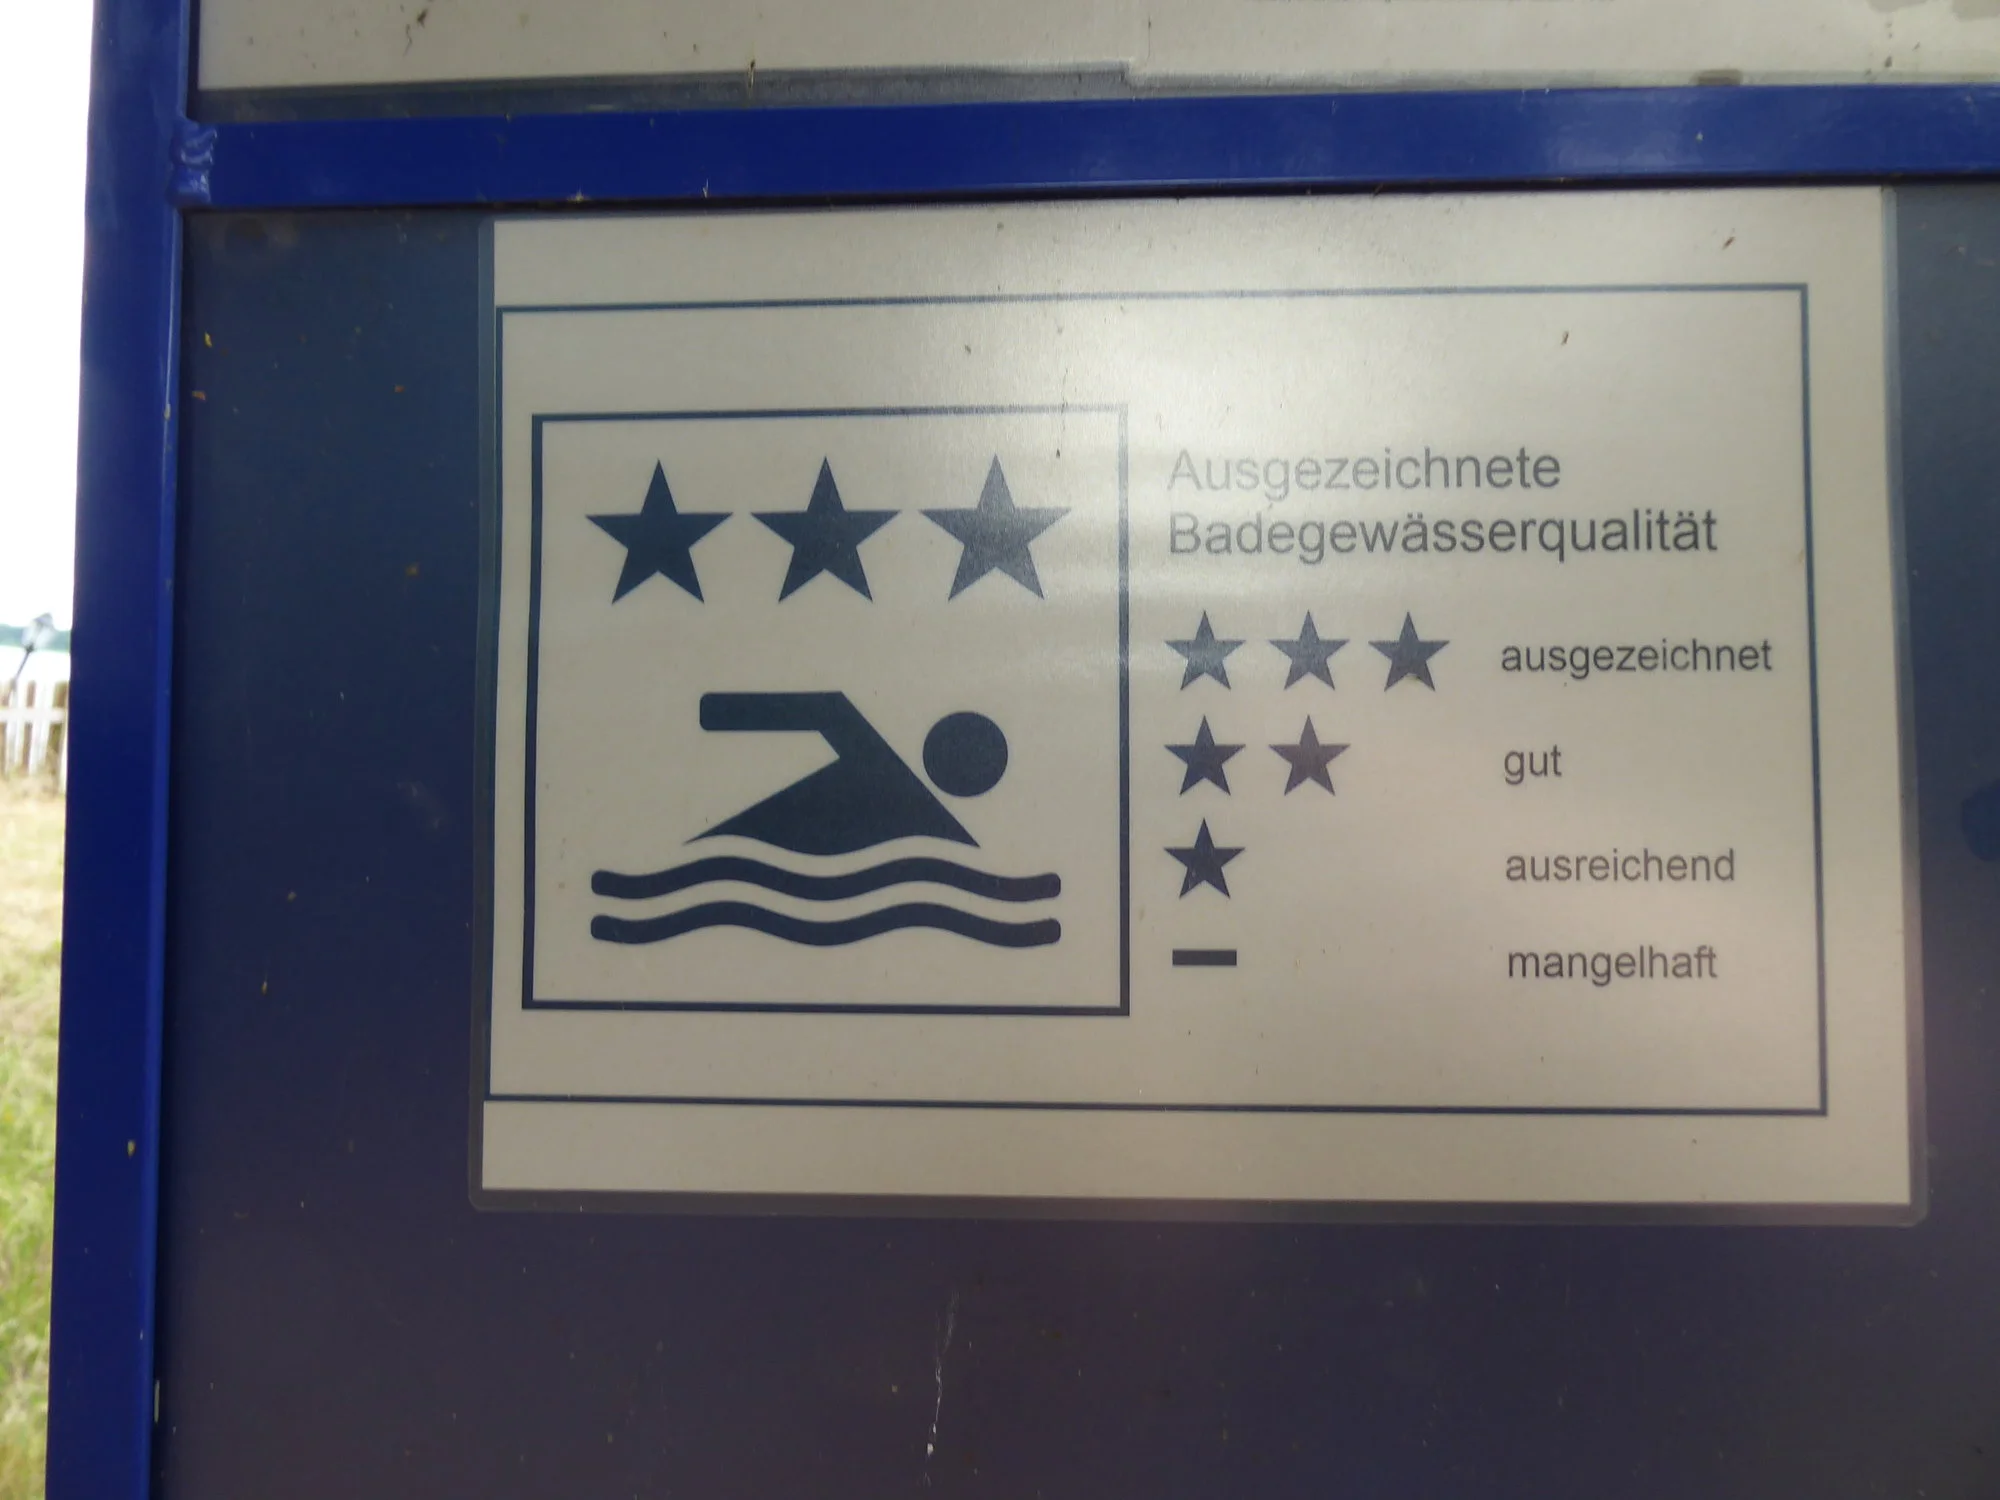 Ausgezeichnete
Badegewässerqualität
ausgezeichnet
gut
ausreichend
mangelhaft